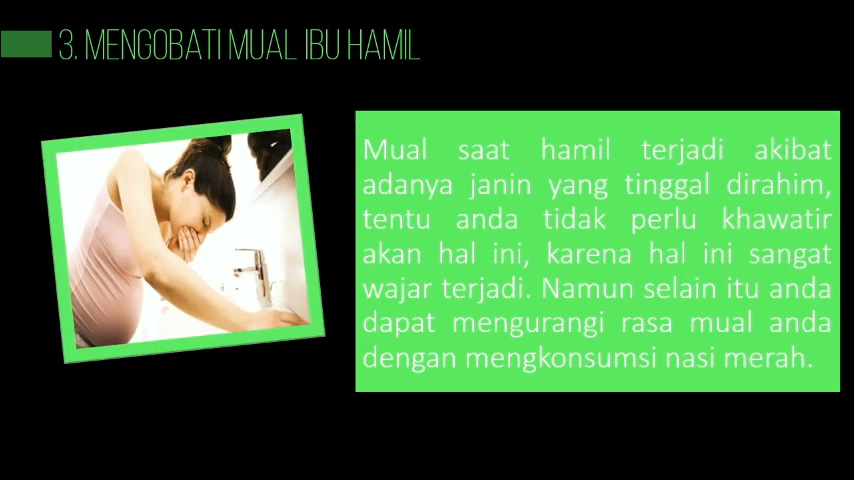 3. MENGOBATI MUAL IBU HAMIL
Mual saat hamil terjadi akibat
adanya janin yang tinggal dirahim,
tentu anda tidak perlu khawatir
akan hal ini, karena hal ini sangat
wajar terjadi. Namun selain itu anda
dapat mengurangi rasa mual anda
dengan mengkonsumsi nasi merah.